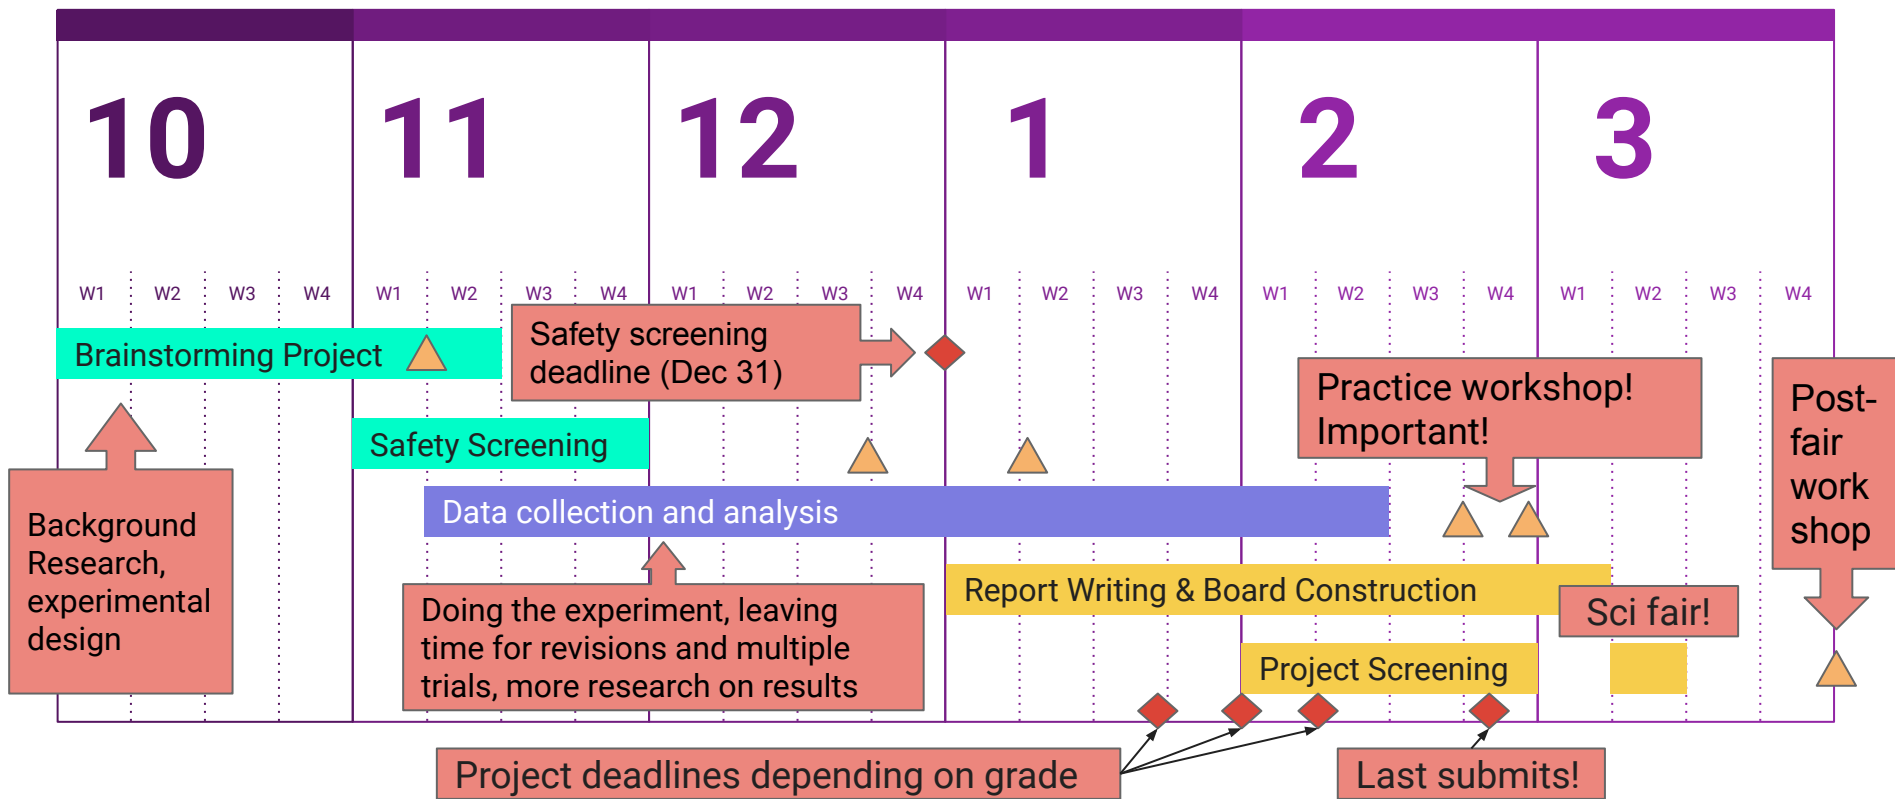 10
11
12
1
2
3
W1 W2 W3 W4 W1 W2 W3 W4 W1 W2 W3 W4 W1 W2 W3 W4 W1 W2 W3 W4 W1 W2 W3 W4
Brainstorming Project
Safety screening
deadline (Dec 31)
Practice workshop!
Important!
Post-
fair
work
shop
Safety Screening
Background
Research,
experimental
design
Data collection and analysis
Doing the experiment, leaving
time for revisions and multiple
trials, more research on results
Report Writing & Board Construction
Sci fair!
Project Screening
Project deadlines depending on grade
Last submits!